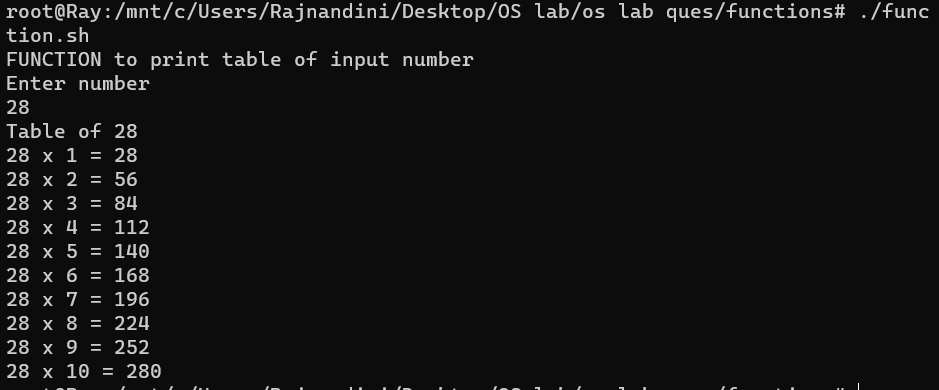 root@Ray:/mnt/c/Users/Rajnandini/Desktop/OS lab/os lab ques/functions# ./func
tion.sh
FUNCTION to print table of input number
Enter number
28
Table of 28
28 x 1 = 28
28 x 2 = 56
28 x 3 = 84
28 x 4 = 112
28 x 5 = 140
28 x 6 = 168
28 x 7 = 196
28 x 8 = 224
28 x 9 = 252
28 x 10 = 280